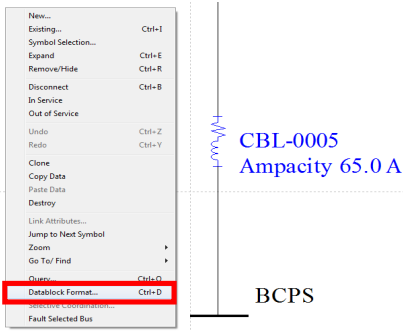 New...
Existing... Ctrl+I
Symbol Selection...
Expand Ctrl+E
Remove/Hide Ctrl+R
Disconnect Ctrl+B
In Service
Out of Service
Undo Ctrl+Z
Redo Ctrl+Y
Clone
Copy Data
Paste Data
Destroy
Link Attributes...
Jump to Next Symbol
Zoom
Go To/ Find
Query... Ctrl+Q
Datablock Format... Ctrl+D
Selective Coordination...
Fault Selected Bus
CBL-0005
Ampacity 65.0 A
BCPS